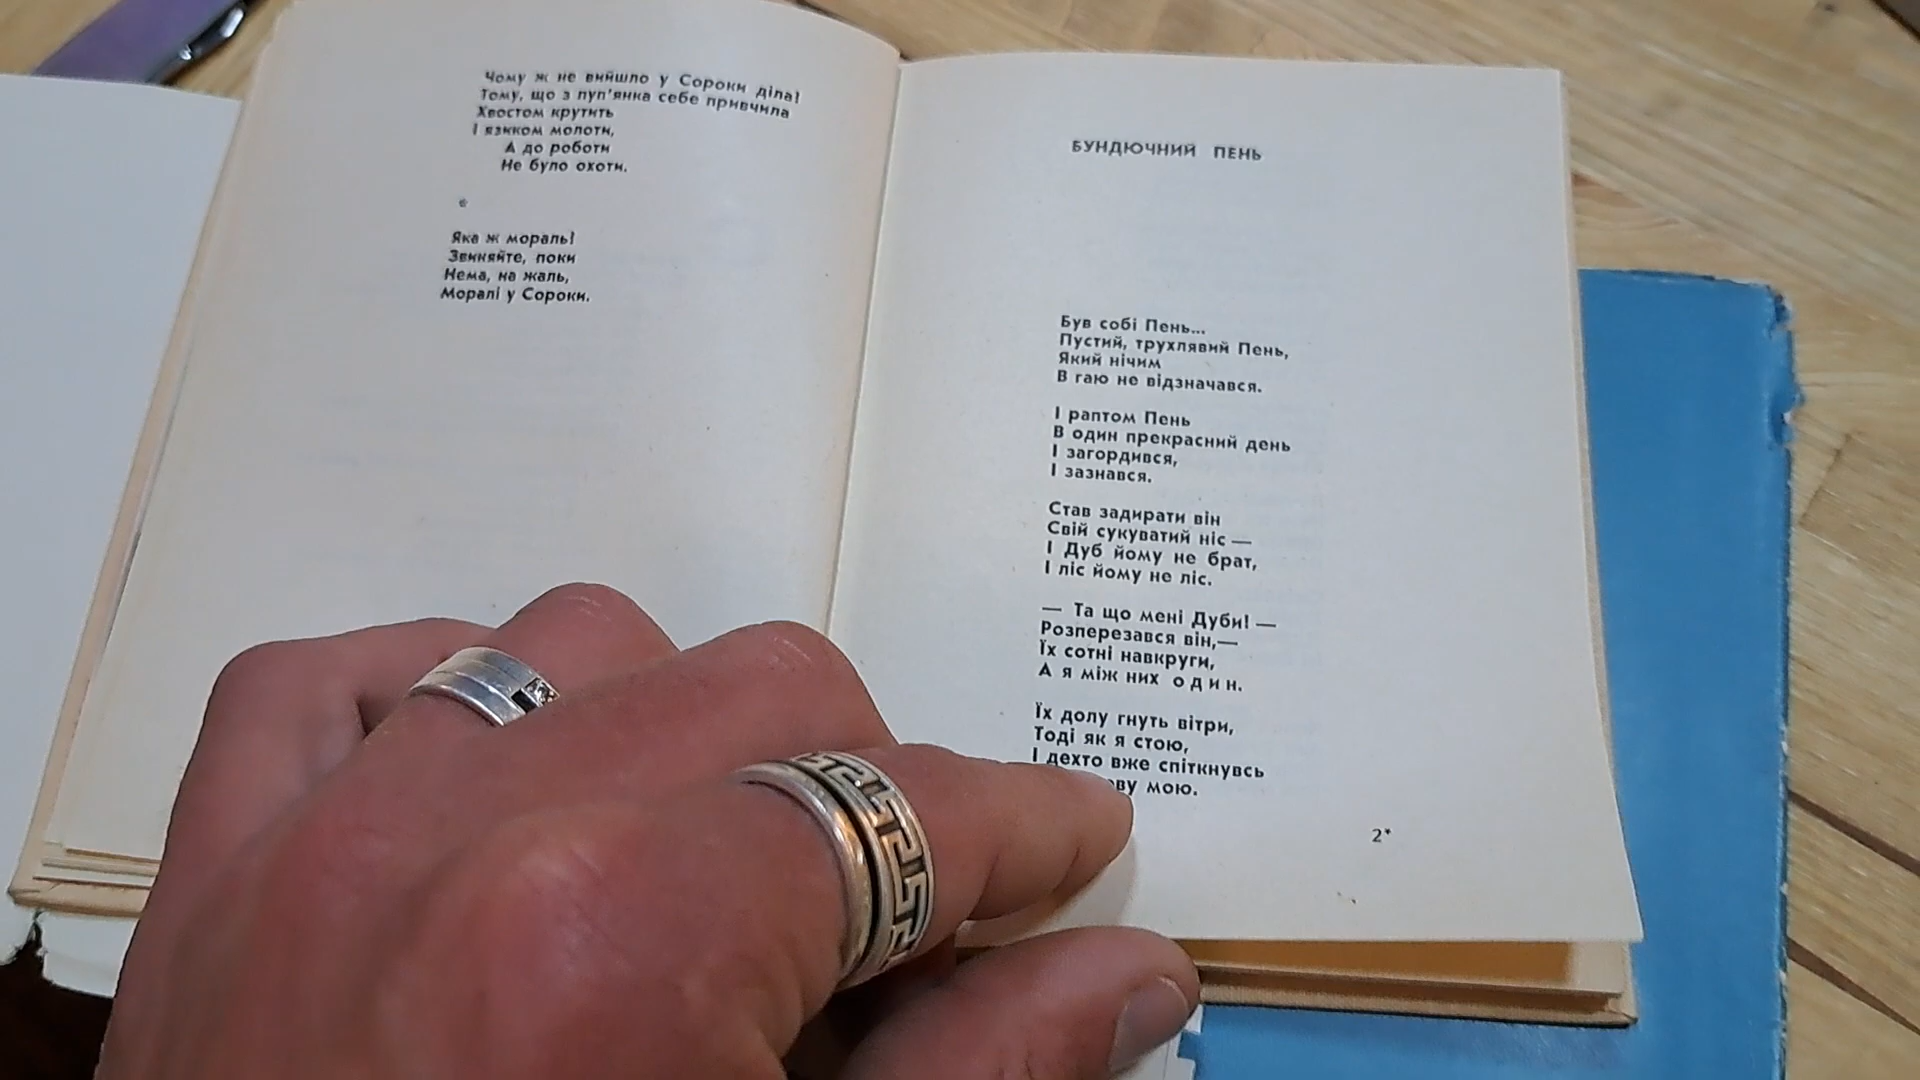 Чому ж не вийшло у Сороки діла?
Тому, що з пуп'янка себе привчила
Хвостом крутить
І язиком молоти,
А до роботи
Не було охоти.
*
Яка ж мораль?
Звиняйте, поки
Нема, на жаль,
Моралі у Сороки.
БУНДЮЧНИЙ ПЕНЬ
Був собі Пень...
Пустий, трухлявий Пень,
Який нічим
В гаю не відзначався.
І раптом Пень
В один прекрасний день
І загордився,
І зазнався.
Став задирати він
Свій сукуватий ніс —
І Дуб йому не брат,
І ліс йому не ліс.
— Та що мені Дуби! —
Розперезався він,—
Їх сотні навкруги,
А я між них один.
Їх долу гнуть вітри,
Тоді як я стою,
І дехто вже спіткнувсь
мою.
2*